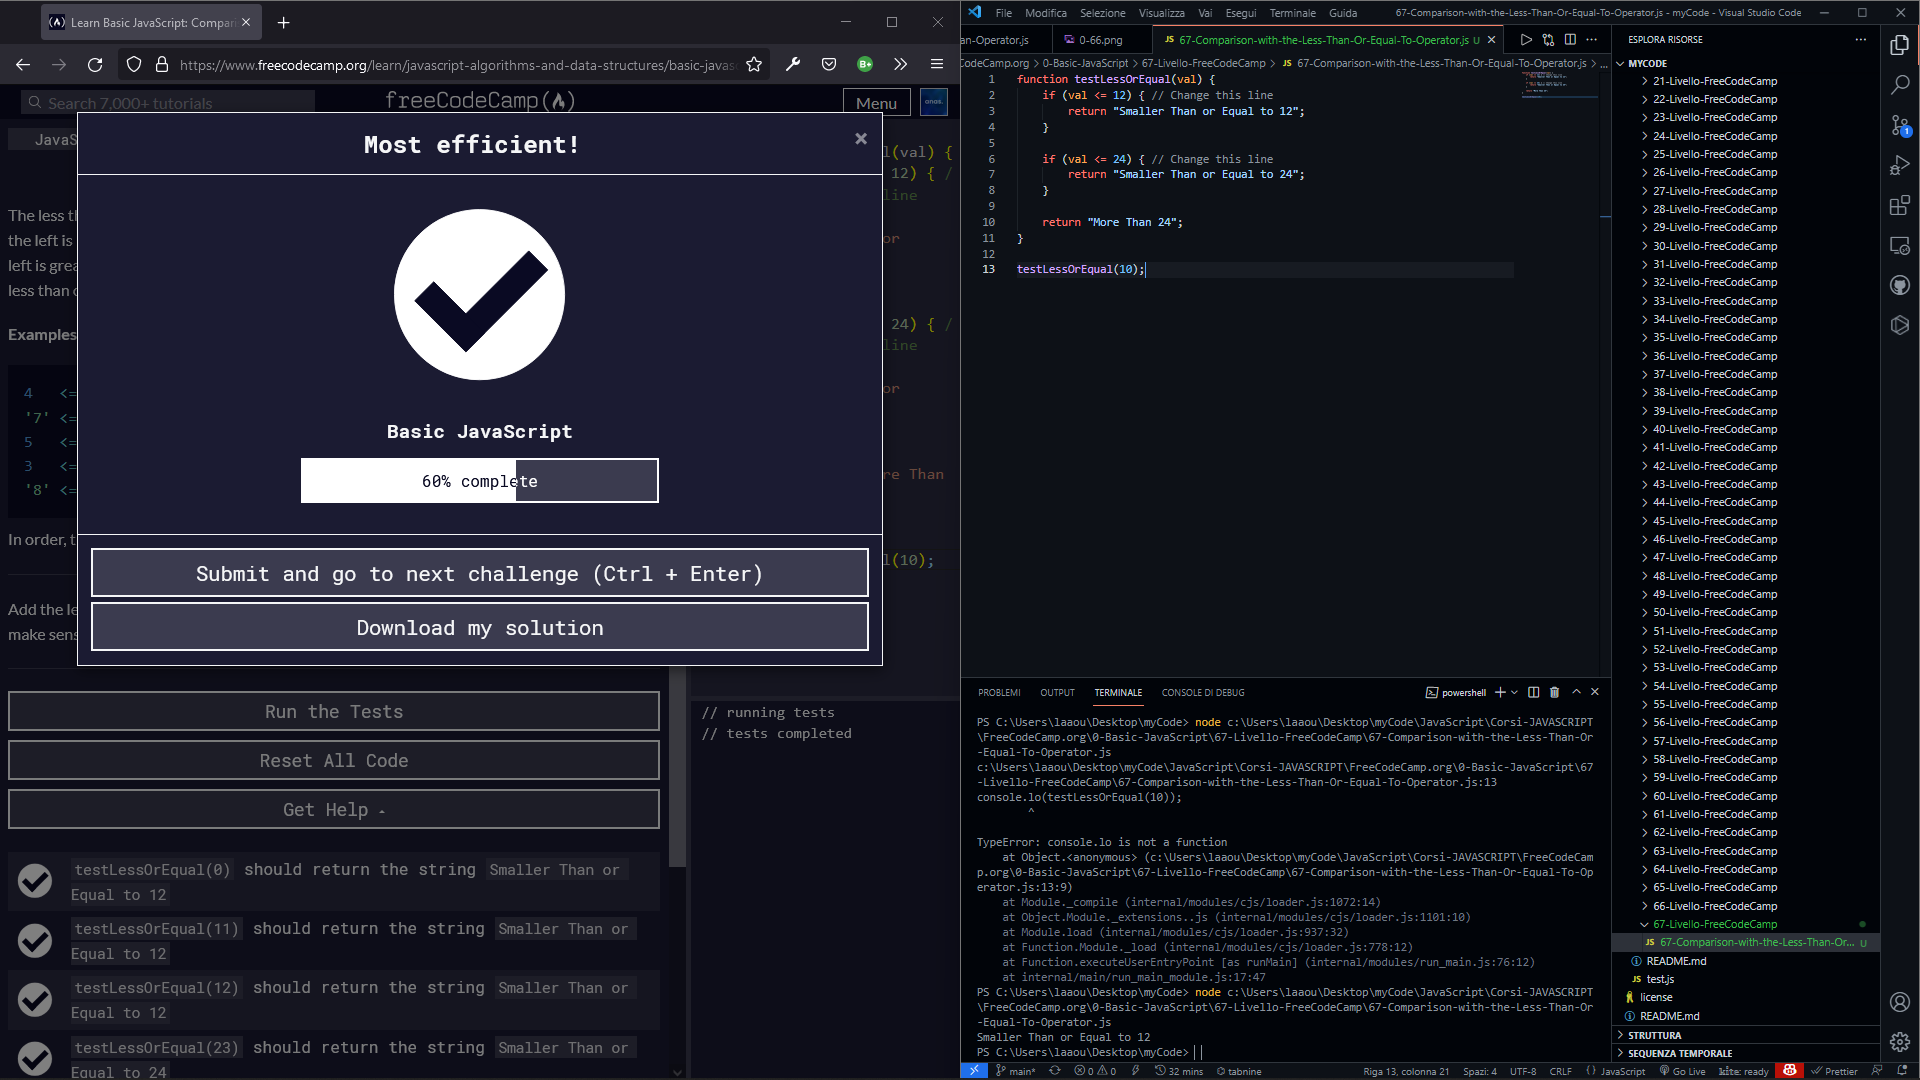 Learn Basic JavaScript: Compari
https://www.freecodecamp.org/learn/javascript-algorithms-and-data-structures/basic-javas
Search 7,000+ tutorials
freeCodeCamp
Menu
JavaS
Most efficient!
The less t
the left is
left is grea
less than o
Examples
4 <=
'7' <=
5 <=
3 <=
'8' <=
In order, t
Add the le
make sens
l(val) {
12) { /
line
or
24) { /
line
or
re Than
l(10);
Basic JavaScript
60% complete
Submit and go to next challenge (Ctrl + Enter)
Download my solution
Run the Tests
Reset All Code
Get Help
// running tests
// tests completed
testLessOrEqual(0) should return the string Smaller Than or
Equal to 12
testLessOrEqual(11) should return the string Smaller Than or
Equal to 12
testLessOrEqual(12) should return the string Smaller Than or
Equal to 12
testLessOrEqual(23) should return the string Smaller Than or
Equal to 24
File Modifica Selezione Visualizza Vai Esegui Terminale Guida
67-Comparison-with-the-Less-Than-Or-Equal-To-Operator.js - myCode - Visual Studio Code
an-Operator.js
0-66.png
JS 67-Comparison-with-the-Less-Than-Or-Equal-To-Operator.js U
CodeCamp.org > 0-Basic-JavaScript > 67-Livello-FreeCodeCamp > JS 67-Comparison-with-the-Less-Than-Or-Equal-To-Operator.js > ...
1 function testLessOrEqual(val) {
2 if (val <= 12) { // Change this line
3 return "Smaller Than or Equal to 12";
4 }
5
6 if (val <= 24) { // Change this line
7 return "Smaller Than or Equal to 24";
8 }
9
10 return "More Than 24";
11 }
12
13 testLessOrEqual(10);
PROBLEMI OUTPUT TERMINALE CONSOLE DI DEBUG
powershell
PS C:\Users\laaou\Desktop\myCode> node c:\Users\laaou\Desktop\myCode\JavaScript\Corsi-JAVASCRIPT
\FreeCodeCamp.org\0-Basic-JavaScript\67-Livello-FreeCodeCamp\67-Comparison-with-the-Less-Than-Or
-Equal-To-Operator.js
c:\Users\laaou\Desktop\myCode\JavaScript\Corsi-JAVASCRIPT\FreeCodeCamp.org\0-Basic-JavaScript\67
-Livello-FreeCodeCamp\67-Comparison-with-the-Less-Than-Or-Equal-To-Operator.js:13
console.lo(testLessOrEqual(10));
^
TypeError: console.lo is not a function
at Object.<anonymous> (c:\Users\laaou\Desktop\myCode\JavaScript\Corsi-JAVASCRIPT\FreeCodeCam
p.org\0-Basic-JavaScript\67-Livello-FreeCodeCamp\67-Comparison-with-the-Less-Than-Or-Equal-To-Op
erator.js:13:9)
at Module._compile (internal/modules/cjs/loader.js:1072:14)
at Object.Module._extensions..js (internal/modules/cjs/loader.js:1101:10)
at Module.load (internal/modules/cjs/loader.js:937:32)
at Function.Module._load (internal/modules/cjs/loader.js:778:12)
at Function.executeUserEntryPoint [as runMain] (internal/modules/run_main.js:76:12)
at internal/main/run_main_module.js:17:47
PS C:\Users\laaou\Desktop\myCode> node c:\Users\laaou\Desktop\myCode\JavaScript\Corsi-JAVASCRIPT
\FreeCodeCamp.org\0-Basic-JavaScript\67-Livello-FreeCodeCamp\67-Comparison-with-the-Less-Than-Or
-Equal-To-Operator.js
Smaller Than or Equal to 12
PS C:\Users\laaou\Desktop\myCode>
ESPLORA RISORSE
MYCODE
21-Livello-FreeCodeCamp
22-Livello-FreeCodeCamp
23-Livello-FreeCodeCamp
24-Livello-FreeCodeCamp
25-Livello-FreeCodeCamp
26-Livello-FreeCodeCamp
27-Livello-FreeCodeCamp
28-Livello-FreeCodeCamp
29-Livello-FreeCodeCamp
30-Livello-FreeCodeCamp
31-Livello-FreeCodeCamp
32-Livello-FreeCodeCamp
33-Livello-FreeCodeCamp
34-Livello-FreeCodeCamp
35-Livello-FreeCodeCamp
36-Livello-FreeCodeCamp
37-Livello-FreeCodeCamp
38-Livello-FreeCodeCamp
39-Livello-FreeCodeCamp
40-Livello-FreeCodeCamp
41-Livello-FreeCodeCamp
42-Livello-FreeCodeCamp
43-Livello-FreeCodeCamp
44-Livello-FreeCodeCamp
45-Livello-FreeCodeCamp
46-Livello-FreeCodeCamp
47-Livello-FreeCodeCamp
48-Livello-FreeCodeCamp
49-Livello-FreeCodeCamp
50-Livello-FreeCodeCamp
51-Livello-FreeCodeCamp
52-Livello-FreeCodeCamp
53-Livello-FreeCodeCamp
54-Livello-FreeCodeCamp
55-Livello-FreeCodeCamp
56-Livello-FreeCodeCamp
57-Livello-FreeCodeCamp
58-Livello-FreeCodeCamp
59-Livello-FreeCodeCamp
60-Livello-FreeCodeCamp
61-Livello-FreeCodeCamp
62-Livello-FreeCodeCamp
63-Livello-FreeCodeCamp
64-Livello-FreeCodeCamp
65-Livello-FreeCodeCamp
66-Livello-FreeCodeCamp
67-Livello-FreeCodeCamp
JS 67-Comparison-with-the-Less-Than-Or... U
README.md
JS test.js
license
README.md
STRUTTURA
SEQUENZA TEMPORALE
main* 0 0 32 mins tabnine Riga 13, colonna 21 Spazi: 4 UTF-8 CRLF JavaScript Go Live kite: ready Prettier